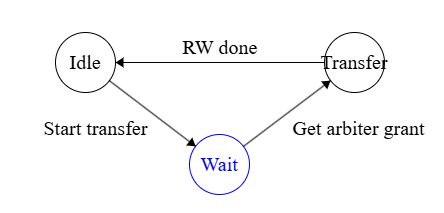 RW done
Idle
Transfer
Start transfer
Get arbiter grant
Wait